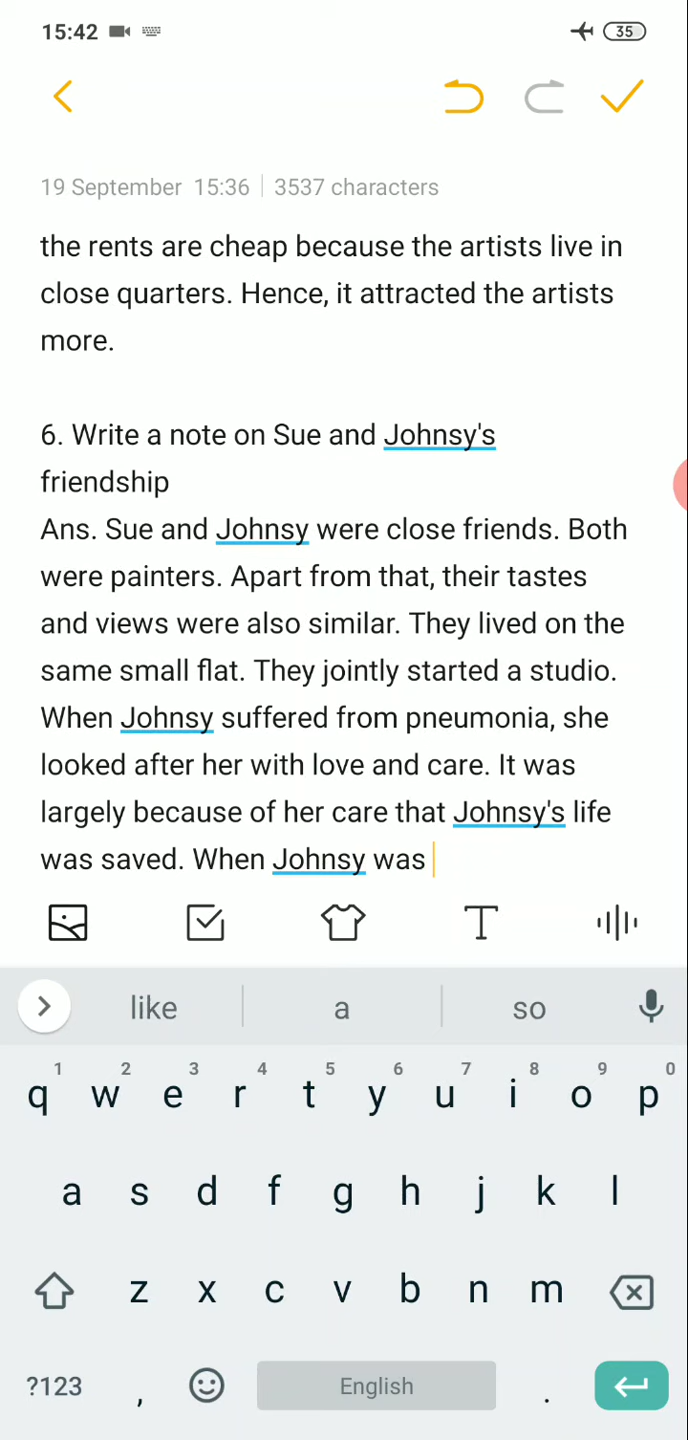 15:42 35
19 September 15:36 | 3537 characters
the rents are cheap because the artists live in
close quarters. Hence, it attracted the artists
more.
6. Write a note on Sue and Johnsy's
friendship
Ans. Sue and Johnsy were close friends. Both
were painters. Apart from that, their tastes
and views were also similar. They lived on the
same small flat. They jointly started a studio.
When Johnsy suffered from pneumonia, she
looked after her with love and care. It was
largely because of her care that Johnsy's life
was saved. When Johnsy was
T
like a so
1 2 3 4 5 6 7 8 9 0
q w e r t y u i o p
a s d f g h j k l
z x c v b n m
?123 , English .